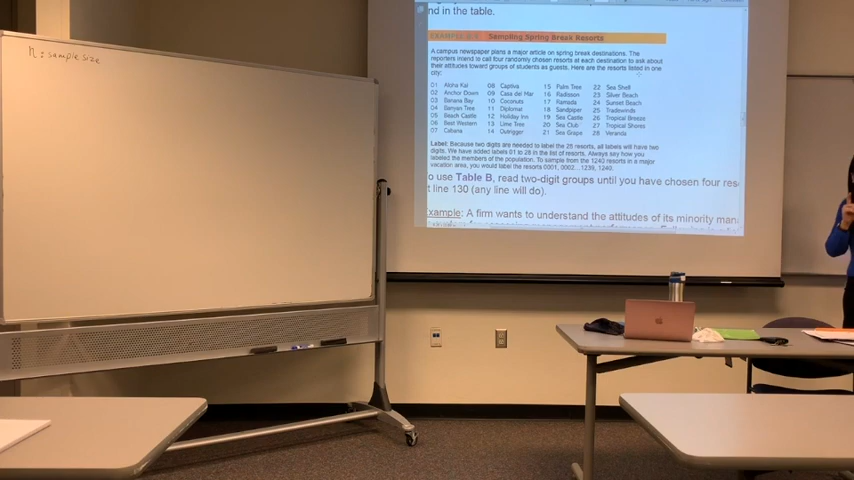 n : sample size
nd in the table.
Sampling Spring Break Resorts
A campus newspaper plans a major article on spring break destinations. The
reporters intend to call four randomly chosen resorts at each destination to ask about
their attitudes toward groups of students as guests. Here are the resorts listed in one
city:
01 Aloha Kai 08 Captiva 15 Palm Tree 22 Sea Shell
02 Anchor Down 09 Casa del Mar 16 Radisson 23 Silver Beach
03 Banana Bay 10 Coconuts 17 Ramada 24 Sunset Beach
04 Banyan Tree 11 Diplomat 18 Sandpiper 25 Tradewinds
05 Beach Castle 12 Holiday Inn 19 Sea Castle 26 Tropical Breeze
06 Best Western 13 Lime Tree 20 Sea Club 27 Tropical Shores
07 Cabana 14 Outrigger 21 Sea Grape 28 Veranda
Label: Because two digits are needed to label the 28 resorts, all labels will have two
digits. We have added labels 01 to 28 in the list of resorts. Always say how you
labeled the members of the population. To sample from the 1240 resorts in a major
vacation area, you would label the resorts 0001, 0002...1239, 1240.
o use Table B, read two-digit groups until you have chosen four res
t line 130 (any line will do).
xample: A firm wants to understand the attitudes of its minority man